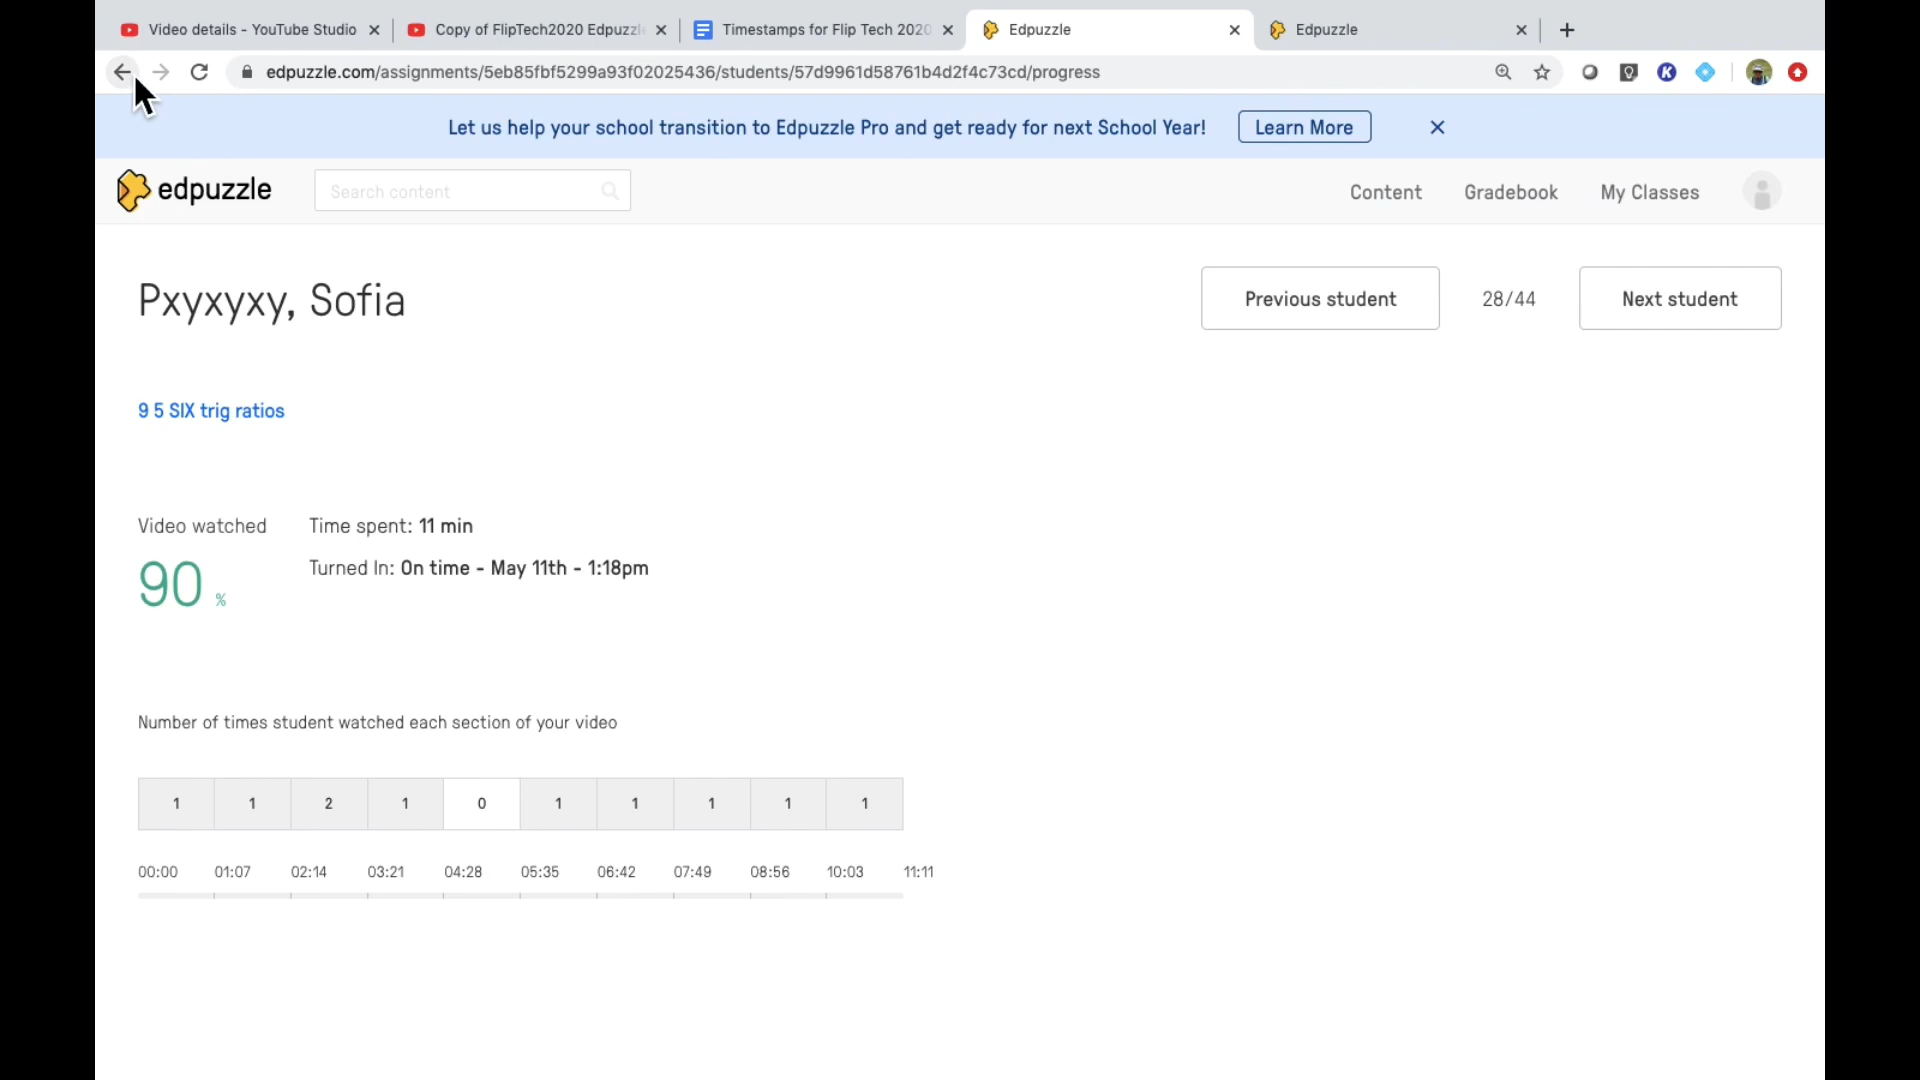 Video details - YouTube Studio
Copy of FlipTech2020 Edpuzzle
Timestamps for Flip Tech 2020
Edpuzzle
Edpuzzle
edpuzzle.com/assignments/5eb85fbf5299a93f02025436/students/57d9961d58761b4d2f4c73cd/progress
Let us help your school transition to Edpuzzle Pro and get ready for next School Year!
Learn More
edpuzzle
Search content
Content
Gradebook
My Classes
Pxyxyxy, Sofia
Previous student
28/44
Next student
9 5 SIX trig ratios
Video watched
90 %
Time spent: 11 min
Turned In: On time - May 11th - 1:18pm
Number of times student watched each section of your video
1 1 2 1 0 1 1 1 1 1
00:00 01:07 02:14 03:21 04:28 05:35 06:42 07:49 08:56 10:03 11:11